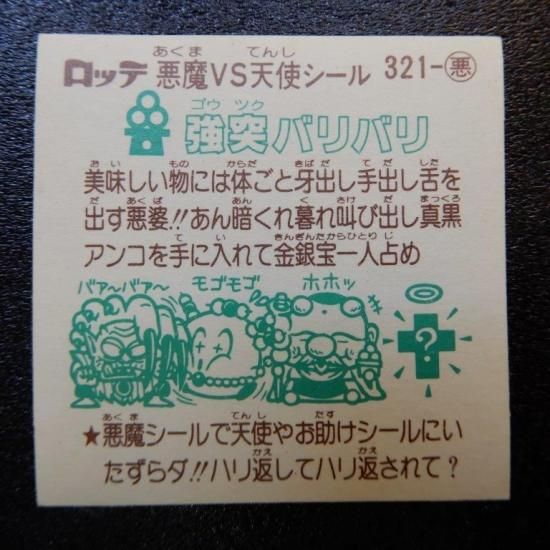 ロッテ 悪魔VS天使シール 321-悪
強突バリバリ
美味しい物には体ごと牙出し手出し舌を
出す悪婆!!あん暗くれ暮れ叫び出し真黒
アンコを手に入れて金銀宝一人占め
バァ〜バァ〜 モゴモゴ ホホッ
?
★悪魔シールで天使やお助けシールにい
たずらダ!!ハリ返してハリ返されて?